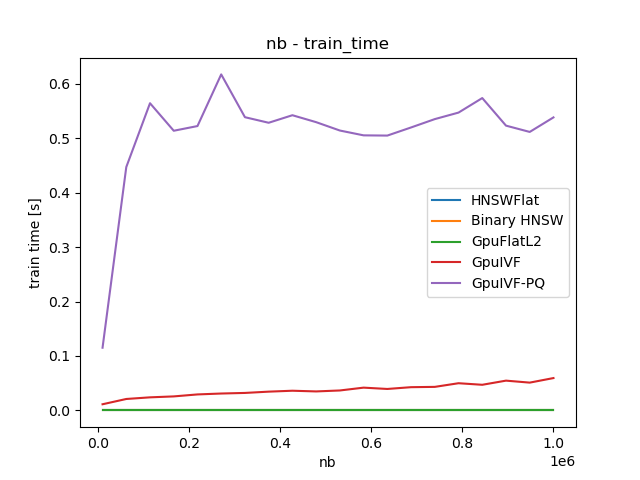 nb - train_time
train time [s]
0.6
0.5
0.4
0.3
0.2
0.1
0.0
HNSWFlat
Binary HNSW
GpuFlatL2
GpuIVF
GpuIVF-PQ
0.0 0.2 0.4 0.6 0.8 1.0
1e6
nb